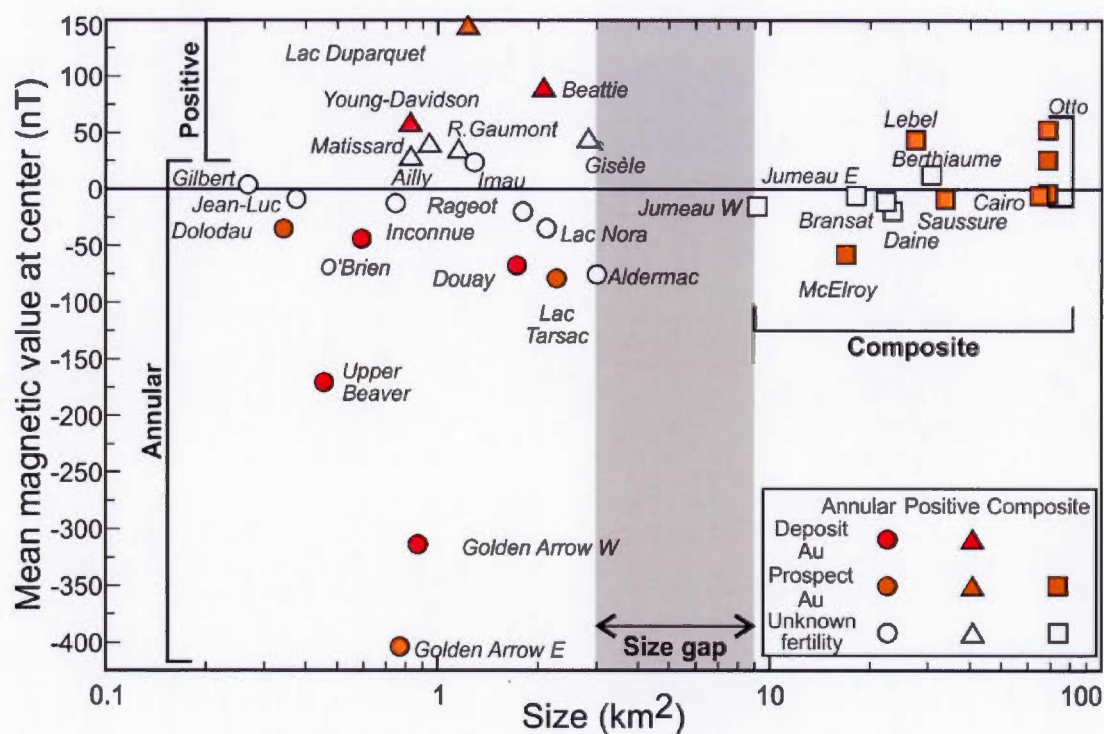 Mean magnetic value at center (nT)
150
100
50
0
-50
-100
-150
-200
-250
-300
-350
-400
Positive
Annular
Lac Duparquet
Young-Davidson
Beattie
Matissard
R.Gaumont
Ailly
Imau
Gisèle
Gilbert
Jean-Luc
Dolodau
Inconnue
O'Brien
Rageot
Lac Nora
Douay
Aldermac
Lac
Tarsac
Upper
Beaver
Golden Arrow W
Golden Arrow E
Otto
Lebel
Berthiaume
Jumeau E
Jumeau W
Bransat
Saussure
Cairo
Daine
McElroy
Composite
Size gap
Annular Positive Composite
Deposit
Au
Prospect
Au
Unknown
fertility
0.1
1
10
100
Size (km²)